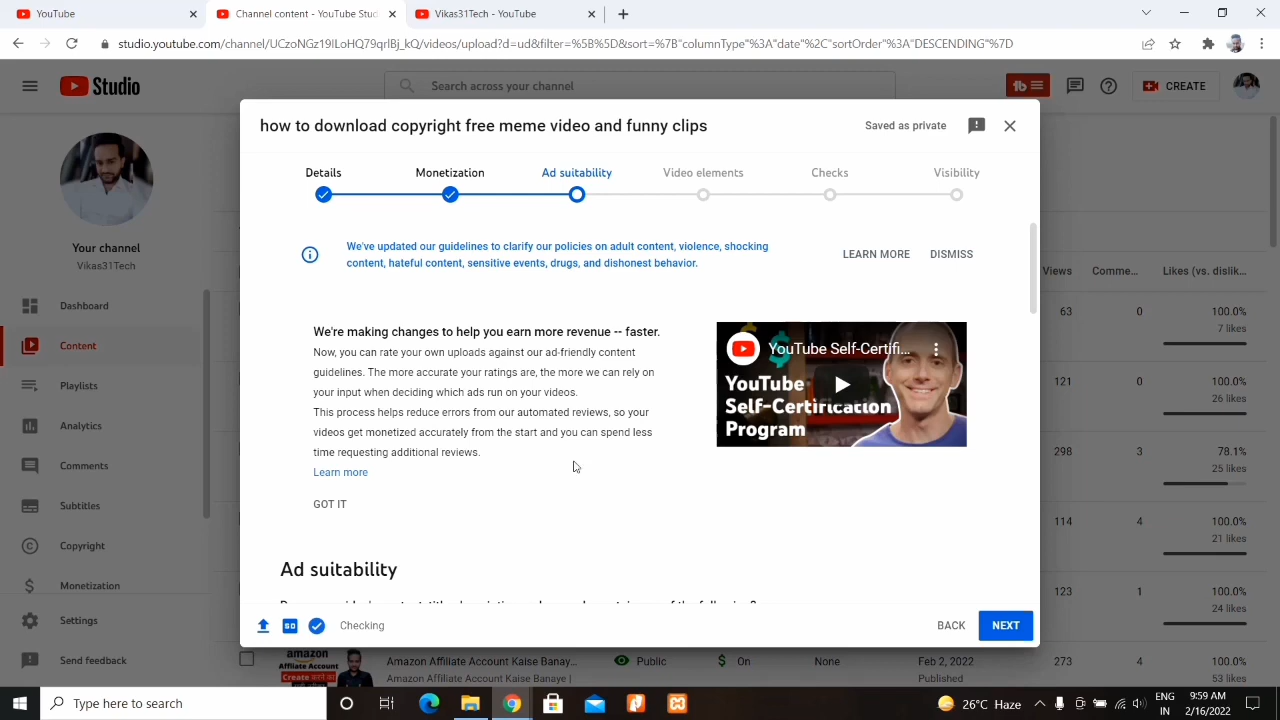 YouTube
Channel content - YouTube Stud
Vikas31Tech - YouTube
studio.youtube.com/channel/UCzoNGz19ILoHQ79qrlBj_kQ/videos/upload?d=ud&filter=%5B%5D&sort=%7B"columnType"%3A"date"%2C"sortOrder"%3A"DESCENDING"%7D
Studio
Search across your channel
CREATE
how to download copyright free meme video and funny clips
Saved as private
Details
Monetization
Ad suitability
Video elements
Checks
Visibility
We've updated our guidelines to clarify our policies on adult content, violence, shocking
content, hateful content, sensitive events, drugs, and dishonest behavior.
LEARN MORE
DISMISS
We're making changes to help you earn more revenue -- faster.
Now, you can rate your own uploads against our ad-friendly content
guidelines. The more accurate your ratings are, the more we can rely on
your input when deciding which ads run on your videos.
This process helps reduce errors from our automated reviews, so your
videos get monetized accurately from the start and you can spend less
time requesting additional reviews.
Learn more
GOT IT
YouTube Self-Certifi...
YouTube
Self-Certification
Program
Ad suitability
Checking
BACK
NEXT
Your channel
Vikas31Tech
Dashboard
Content
Playlists
Analytics
Comments
Subtitles
Copyright
Monetization
Settings
Send feedback
Views
Comme...
Likes (vs. dislik...
63
0
100.0%
7 likes
121
0
100.0%
26 likes
298
3
78.1%
25 likes
114
4
100.0%
21 likes
123
1
100.0%
24 likes
amazon
Affiliate Account
Create करने का
Amazon Affiliate Account Kaise Banay...
Amazon Affiliate Account Kaise Banaye |
Public
On
None
Feb 2, 2022
Published
273
4
100.0%
53 likes
Type here to search
26°C Haze
ENG
IN
9:59 AM
2/16/2022